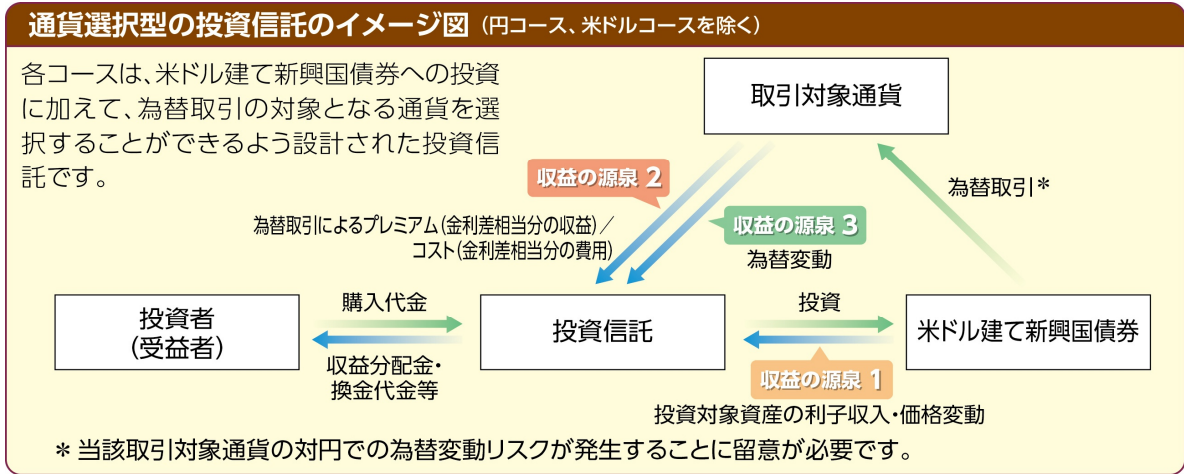 通貨選択型の投資信託のイメージ図（円コース、米ドルコースを除く）
各コースは、米ドル建て新興国債券への投資
に加えて、為替取引の対象となる通貨を選
択することができるよう設計された投資信
託です。
取引対象通貨
収益の源泉 2
為替取引*
為替取引によるプレミアム(金利差相当分の収益)／
コスト(金利差相当分の費用)
収益の源泉 3
為替変動
投資者
(受益者)
購入代金
収益分配金・
換金代金等
投資信託
投資
収益の源泉 1
投資対象資産の利子収入・価格変動
米ドル建て新興国債券
* 当該取引対象通貨の対円での為替変動リスクが発生することに留意が必要です。